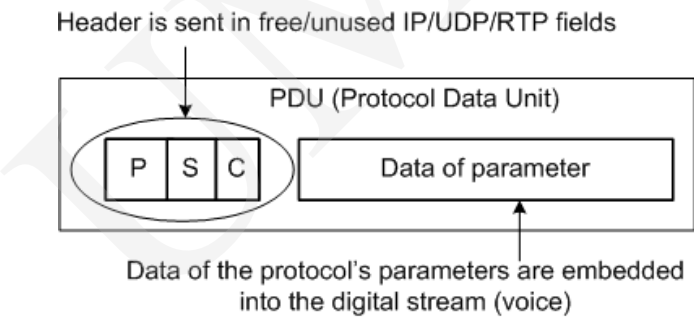 Header is sent in free/unused IP/UDP/RTP fields
PDU (Protocol Data Unit)
P S C Data of parameter
Data of the protocol's parameters are embedded
into the digital stream (voice)